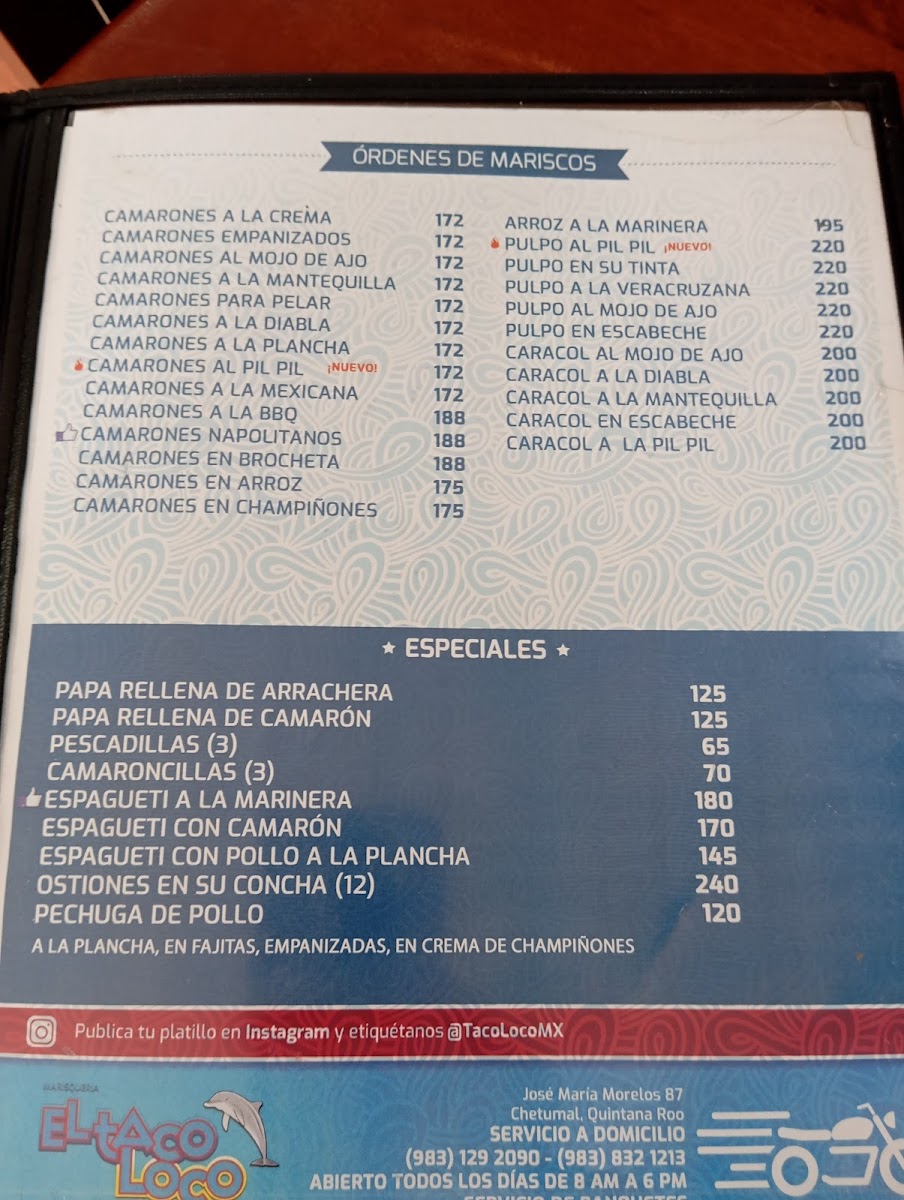 ÓRDENES DE MARISCOS
CAMARONES A LA CREMA 172
CAMARONES EMPANIZADOS 172
CAMARONES AL MOJO DE AJO 172
CAMARONES A LA MANTEQUILLA 172
CAMARONES PARA PELAR 172
CAMARONES A LA DIABLA 172
CAMARONES A LA PLANCHA 172
CAMARONES AL PIL PIL ¡NUEVO! 172
CAMARONES A LA MEXICANA 172
CAMARONES A LA BBQ 188
CAMARONES NAPOLITANOS 188
CAMARONES EN BROCHETA 188
CAMARONES EN ARROZ 175
CAMARONES EN CHAMPIÑONES 175
ARROZ A LA MARINERA 195
PULPO AL PIL PIL ¡NUEVO! 220
PULPO EN SU TINTA 220
PULPO A LA VERACRUZANA 220
PULPO AL MOJO DE AJO 220
PULPO EN ESCABECHE 220
CARACOL AL MOJO DE AJO 200
CARACOL A LA DIABLA 200
CARACOL A LA MANTEQUILLA 200
CARACOL EN ESCABECHE 200
CARACOL A LA PIL PIL 200
ESPECIALES
PAPA RELLENA DE ARRACHERA 125
PAPA RELLENA DE CAMARÓN 125
PESCADILLAS (3) 65
CAMARONCILLAS (3) 70
ESPAGUETI A LA MARINERA 180
ESPAGUETI CON CAMARÓN 170
ESPAGUETI CON POLLO A LA PLANCHA 145
OSTIONES EN SU CONCHA (12) 240
PECHUGA DE POLLO 120
A LA PLANCHA, EN FAJITAS, EMPANIZADAS, EN CREMA DE CHAMPIÑONES
Publica tu platillo en Instagram y etiquétanos @TacoLocoMX
MARISQUERIA
EL tACO
LOCO
José María Morelos 87
Chetumal, Quintana Roo
SERVICIO A DOMICILIO
(983) 129 2090 - (983) 832 1213
ABIERTO TODOS LOS DÍAS DE 8 AM A 6 PM
SERVICIO DE BANQUETES